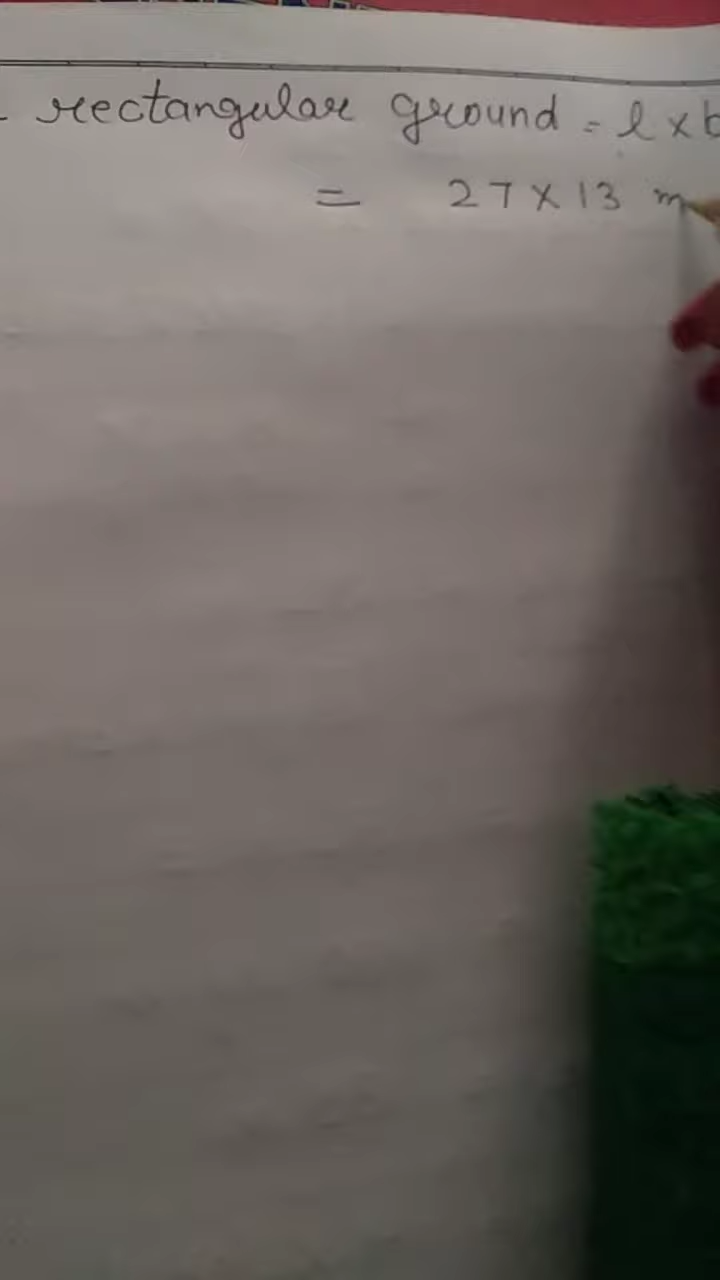 rectangular ground = l x b
= 27 x 13 m